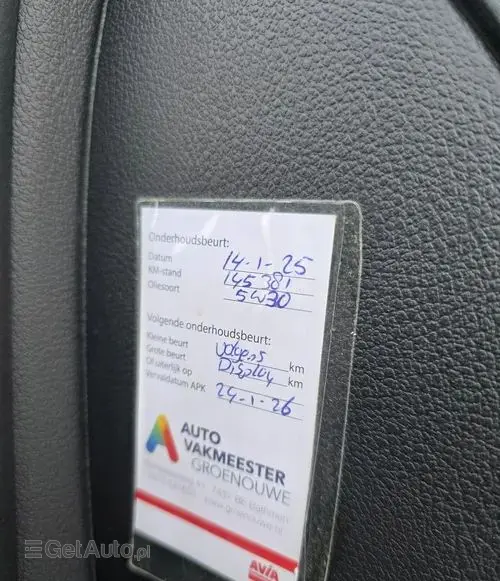 Onderhoudsbeurt:
Datum 14-1-25
KM-stand 145381
Oliesoort 5W30
Volgende onderhoudsbeurt:
Kleine beurt volgens km
Grote beurt Display km
Of uiterlijk op
Vervaldatum APK 24-1-26
AUTO
VAKMEESTER
GROENOUWE
www.groenouwe.nl
AVIA
GetAuto.pl